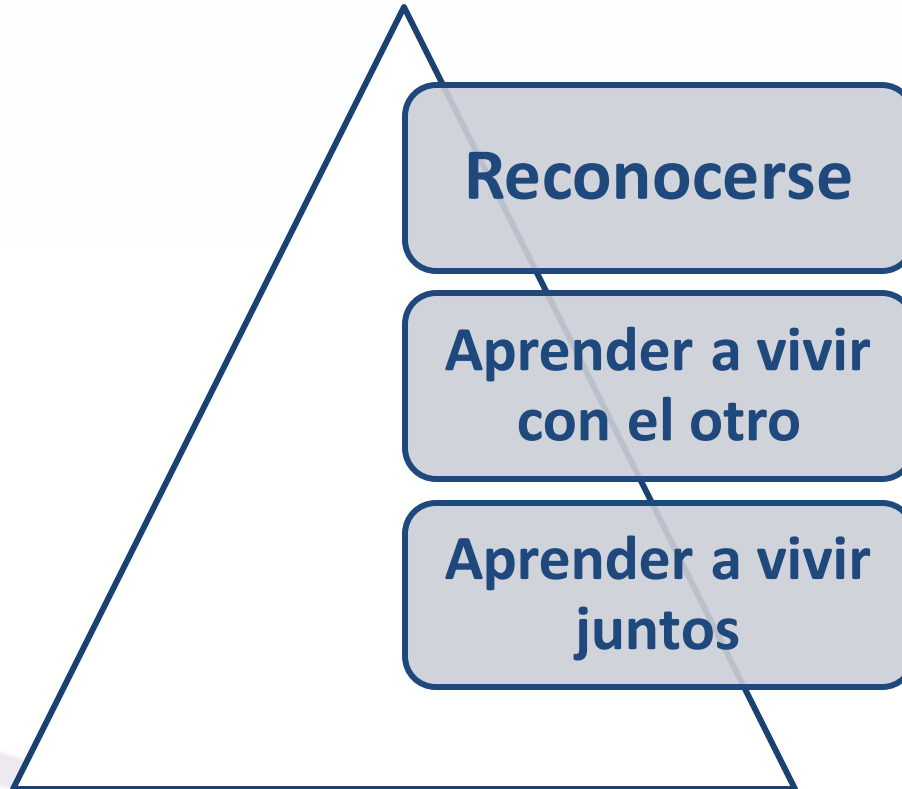 Reconocerse
Aprender a vivir
con el otro
Aprender a vivir
juntos